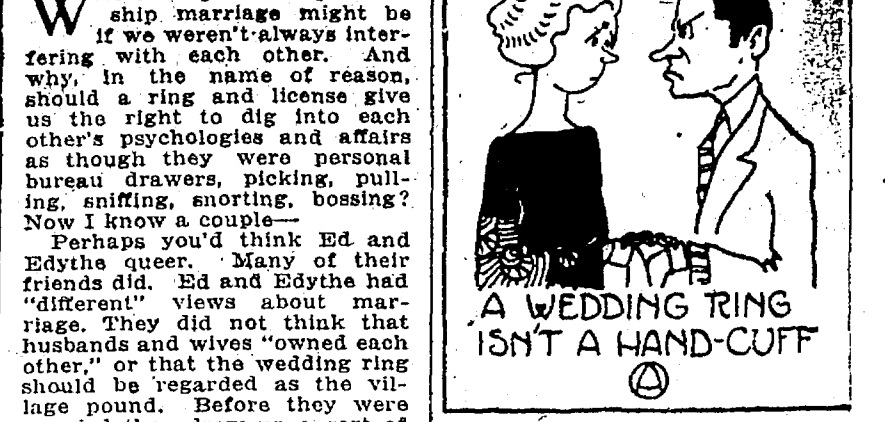 W
ship marriage might be
if we weren't always inter-
fering with each other. And
why, in the name of reason,
should a ring and license give
us the right to dig into each
other's psychologies and affairs
as though they were personal
bureau drawers, picking, pull-
ing, sniffing, snorting, bossing?
Now I know a couple—
Perhaps you'd think Ed and
Edythe queer. Many of their
friends did. Ed and Edythe had
"different" views about mar-
riage. They did not think that
husbands and wives "owned each
other," or that the wedding ring
should be regarded as the vil-
lage pound. Before they were
A WEDDING RING
ISN'T A HAND-CUFF